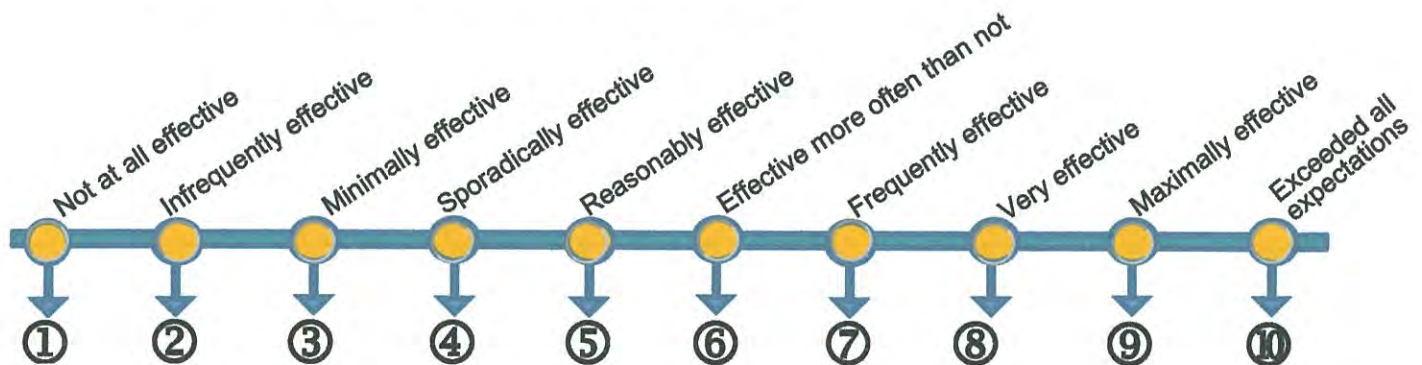 Not at all effective
Infrequently effective
Minimally effective
Sporadically effective
Reasonably effective
Effective more often than not
Frequently effective
Very effective
Maximally effective
Exceeded all
expectations
① ② ③ ④ ⑤ ⑥ ⑦ ⑧ ⑨ ⑩